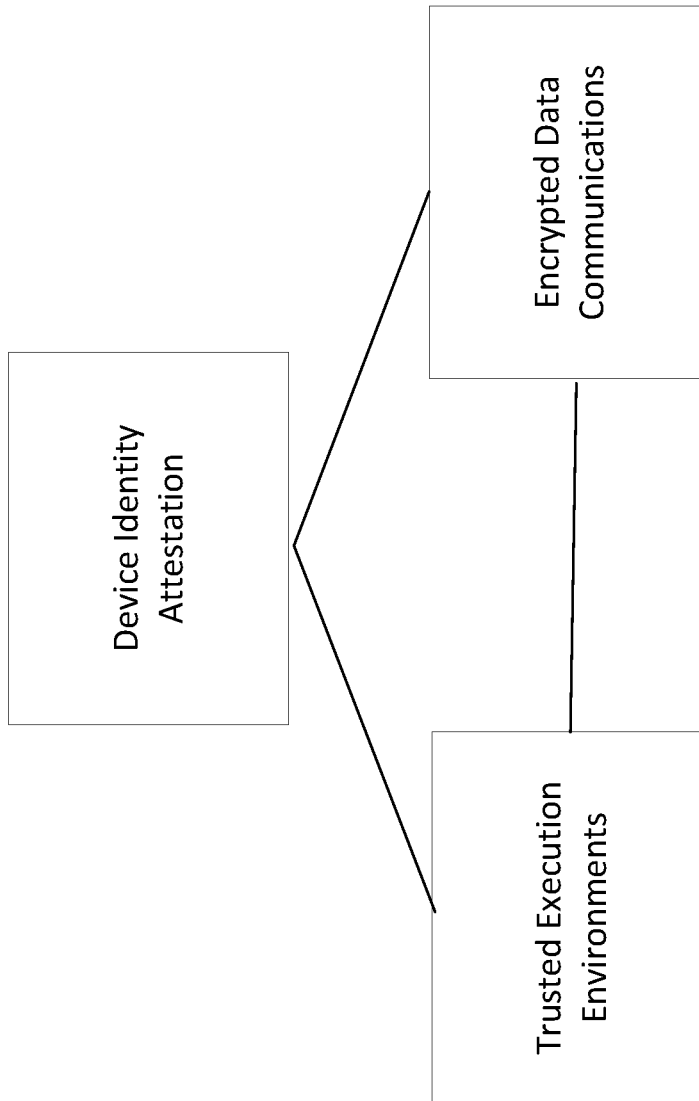 Device Identity
Attestation
Trusted Execution
Environments
Encrypted Data
Communications